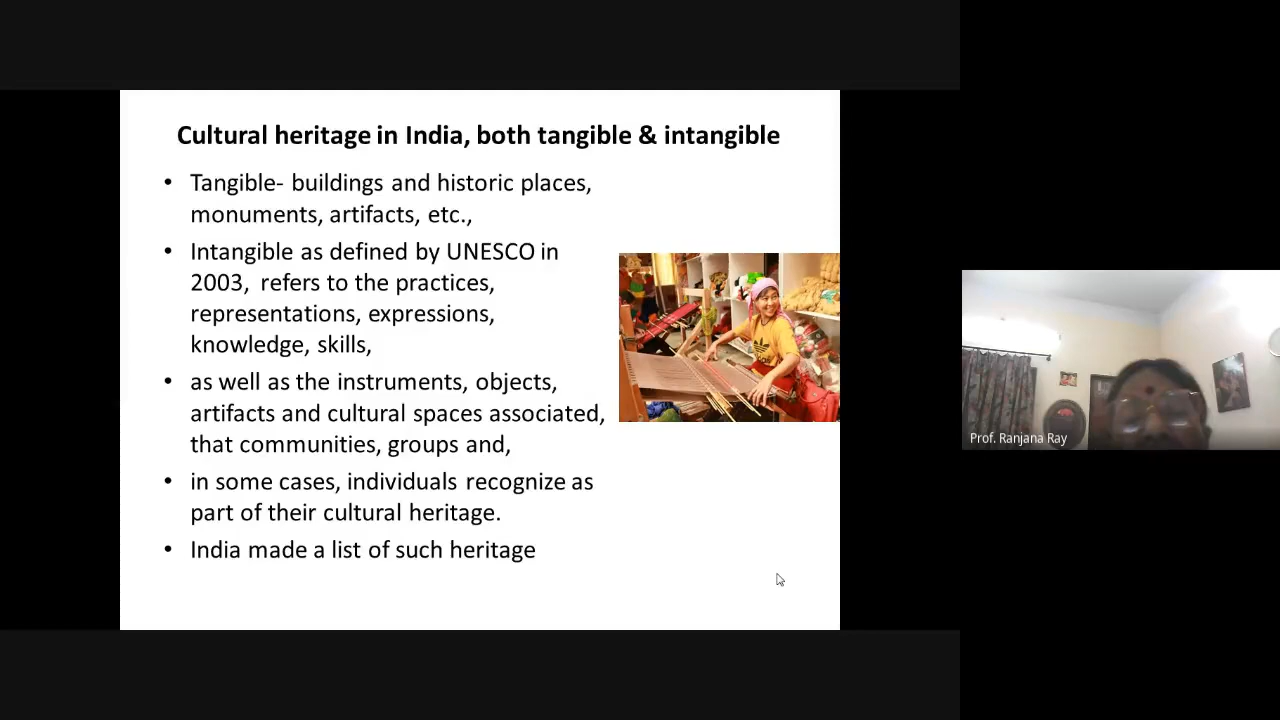 Cultural heritage in India, both tangible & intangible
• Tangible- buildings and historic places,
monuments, artifacts, etc.,
• Intangible as defined by UNESCO in
2003, refers to the practices,
representations, expressions,
knowledge, skills,
• as well as the instruments, objects,
artifacts and cultural spaces associated,
that communities, groups and,
• in some cases, individuals recognize as
part of their cultural heritage.
• India made a list of such heritage
Prof. Ranjana Ray